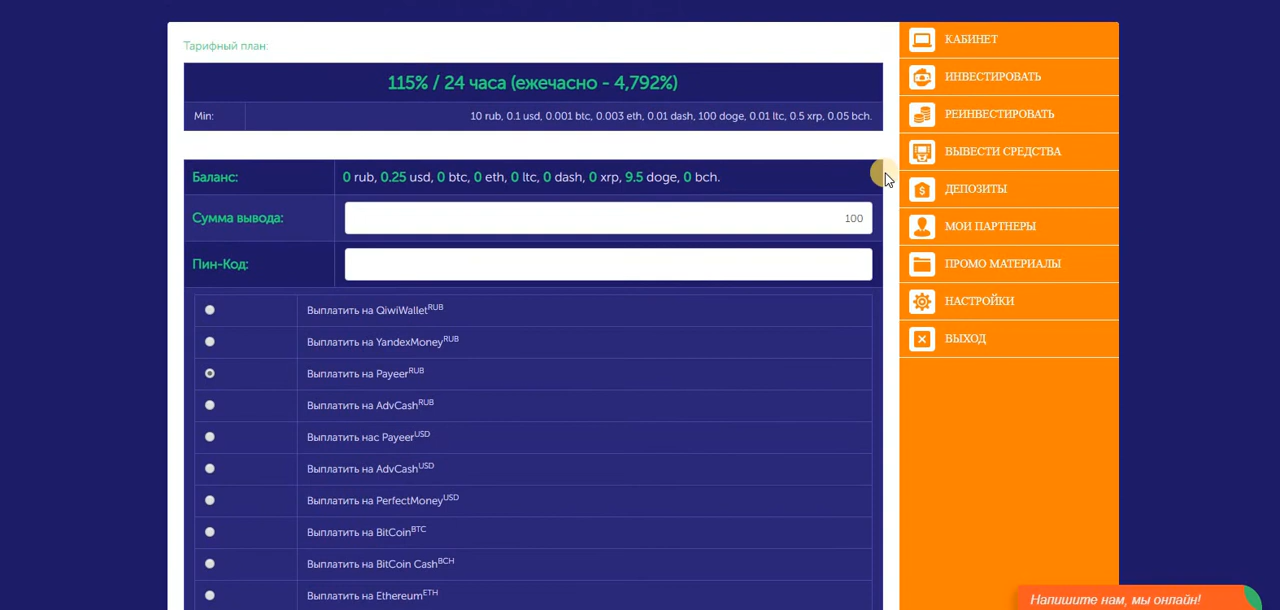 Тарифный план:
115% / 24 часа (ежечасно - 4,792%)
Min: 10 rub, 0.1 usd, 0.001 btc, 0.003 eth, 0.01 dash, 100 doge, 0.01 ltc, 0.5 xrp, 0.05 bch.
Баланс: 0 rub, 0.25 usd, 0 btc, 0 eth, 0 ltc, 0 dash, 0 xrp, 9.5 doge, 0 bch.
Сумма вывода: 100
Пин-Код:
Выплатить на QiwiWallet RUB
Выплатить на YandexMoney RUB
Выплатить на Payeer RUB
Выплатить на AdvCash RUB
Выплатить нас Payeer USD
Выплатить на AdvCash USD
Выплатить на PerfectMoney USD
Выплатить на BitCoin BTC
Выплатить на BitCoin Cash BCH
Выплатить на Ethereum ETH
КАБИНЕТ
ИНВЕСТИРОВАТЬ
РЕИНВЕСТИРОВАТЬ
ВЫВЕСТИ СРЕДСТВА
ДЕПОЗИТЫ
МОИ ПАРТНЕРЫ
ПРОМО МАТЕРИАЛЫ
НАСТРОЙКИ
ВЫХОД
Напишите нам, мы онлайн!